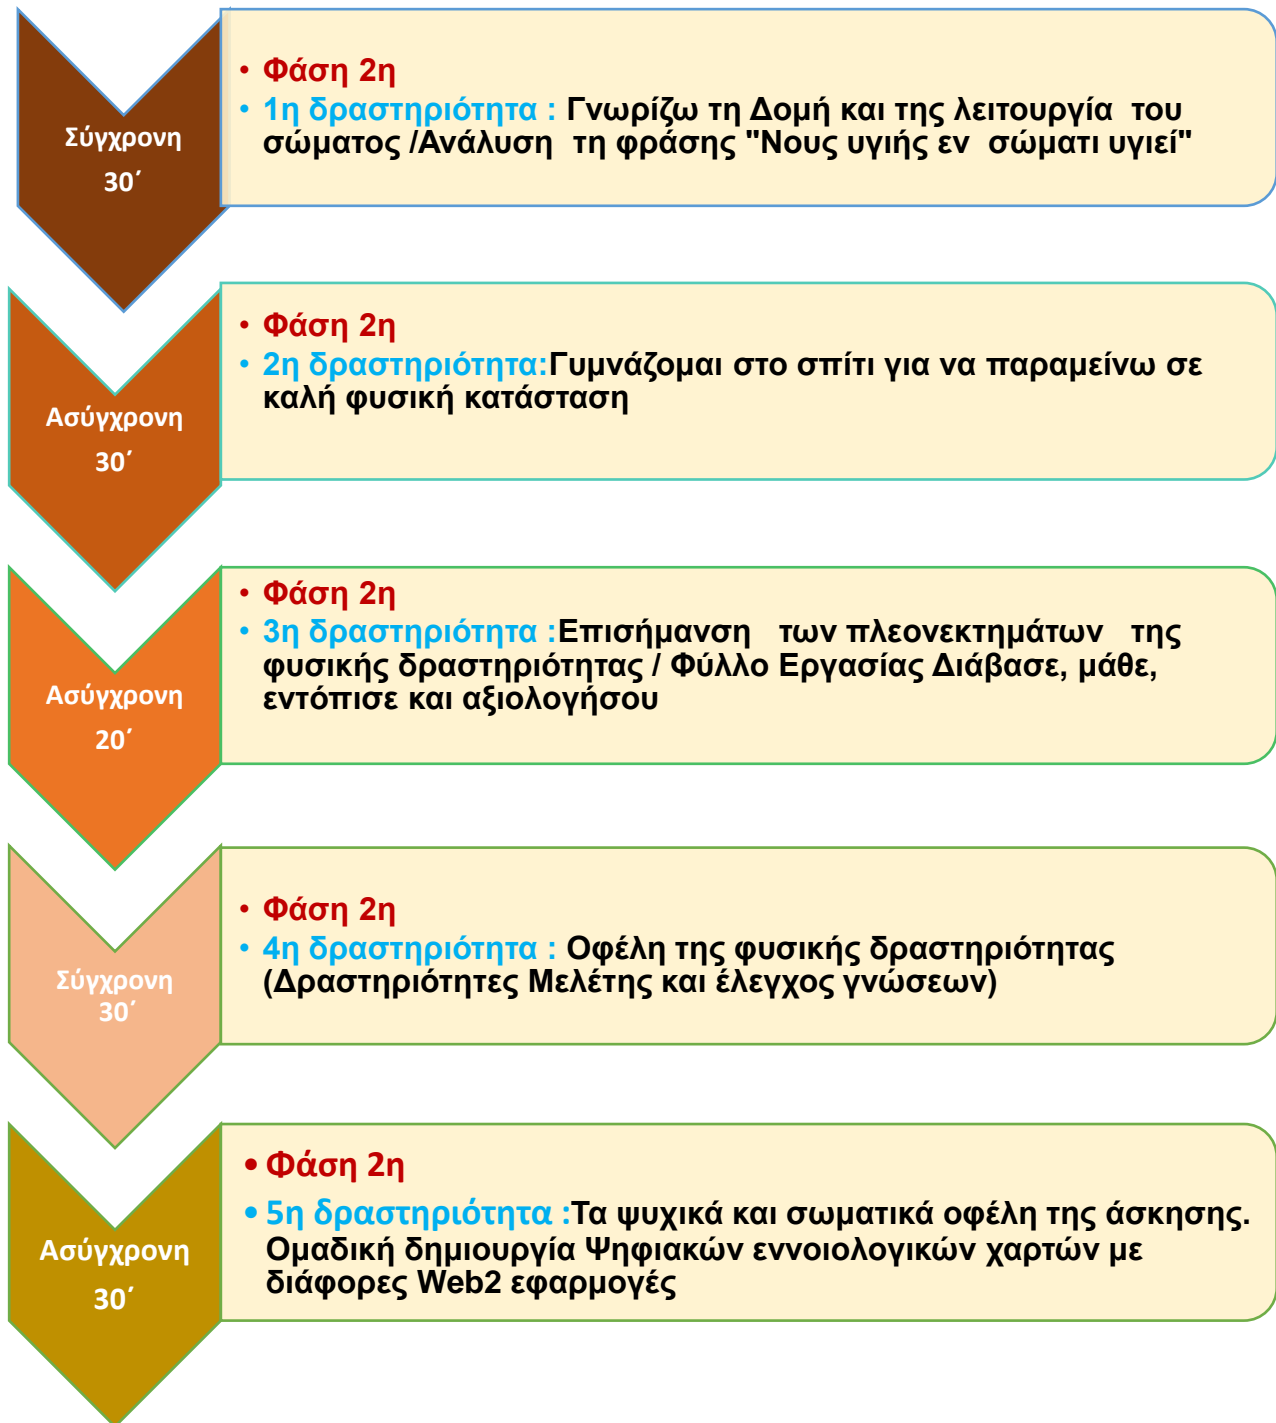 Σύγχρονη
30΄
• Φάση 2η
• 1η δραστηριότητα : Γνωρίζω τη Δομή και της λειτουργία του
σώματος /Ανάλυση τη φράσης "Νους υγιής εν σώματι υγιεί"
Ασύγχρονη
30΄
• Φάση 2η
• 2η δραστηριότητα:Γυμνάζομαι στο σπίτι για να παραμείνω σε
καλή φυσική κατάσταση
Ασύγχρονη
20΄
• Φάση 2η
• 3η δραστηριότητα :Επισήμανση των πλεονεκτημάτων της
φυσικής δραστηριότητας / Φύλλο Εργασίας Διάβασε, μάθε,
εντόπισε και αξιολογήσου
Σύγχρονη
30΄
• Φάση 2η
• 4η δραστηριότητα : Οφέλη της φυσικής δραστηριότητας
(Δραστηριότητες Μελέτης και έλεγχος γνώσεων)
Ασύγχρονη
30΄
• Φάση 2η
• 5η δραστηριότητα :Τα ψυχικά και σωματικά οφέλη της άσκησης.
Ομαδική δημιουργία Ψηφιακών εννοιολογικών χαρτών με
διάφορες Web2 εφαρμογές